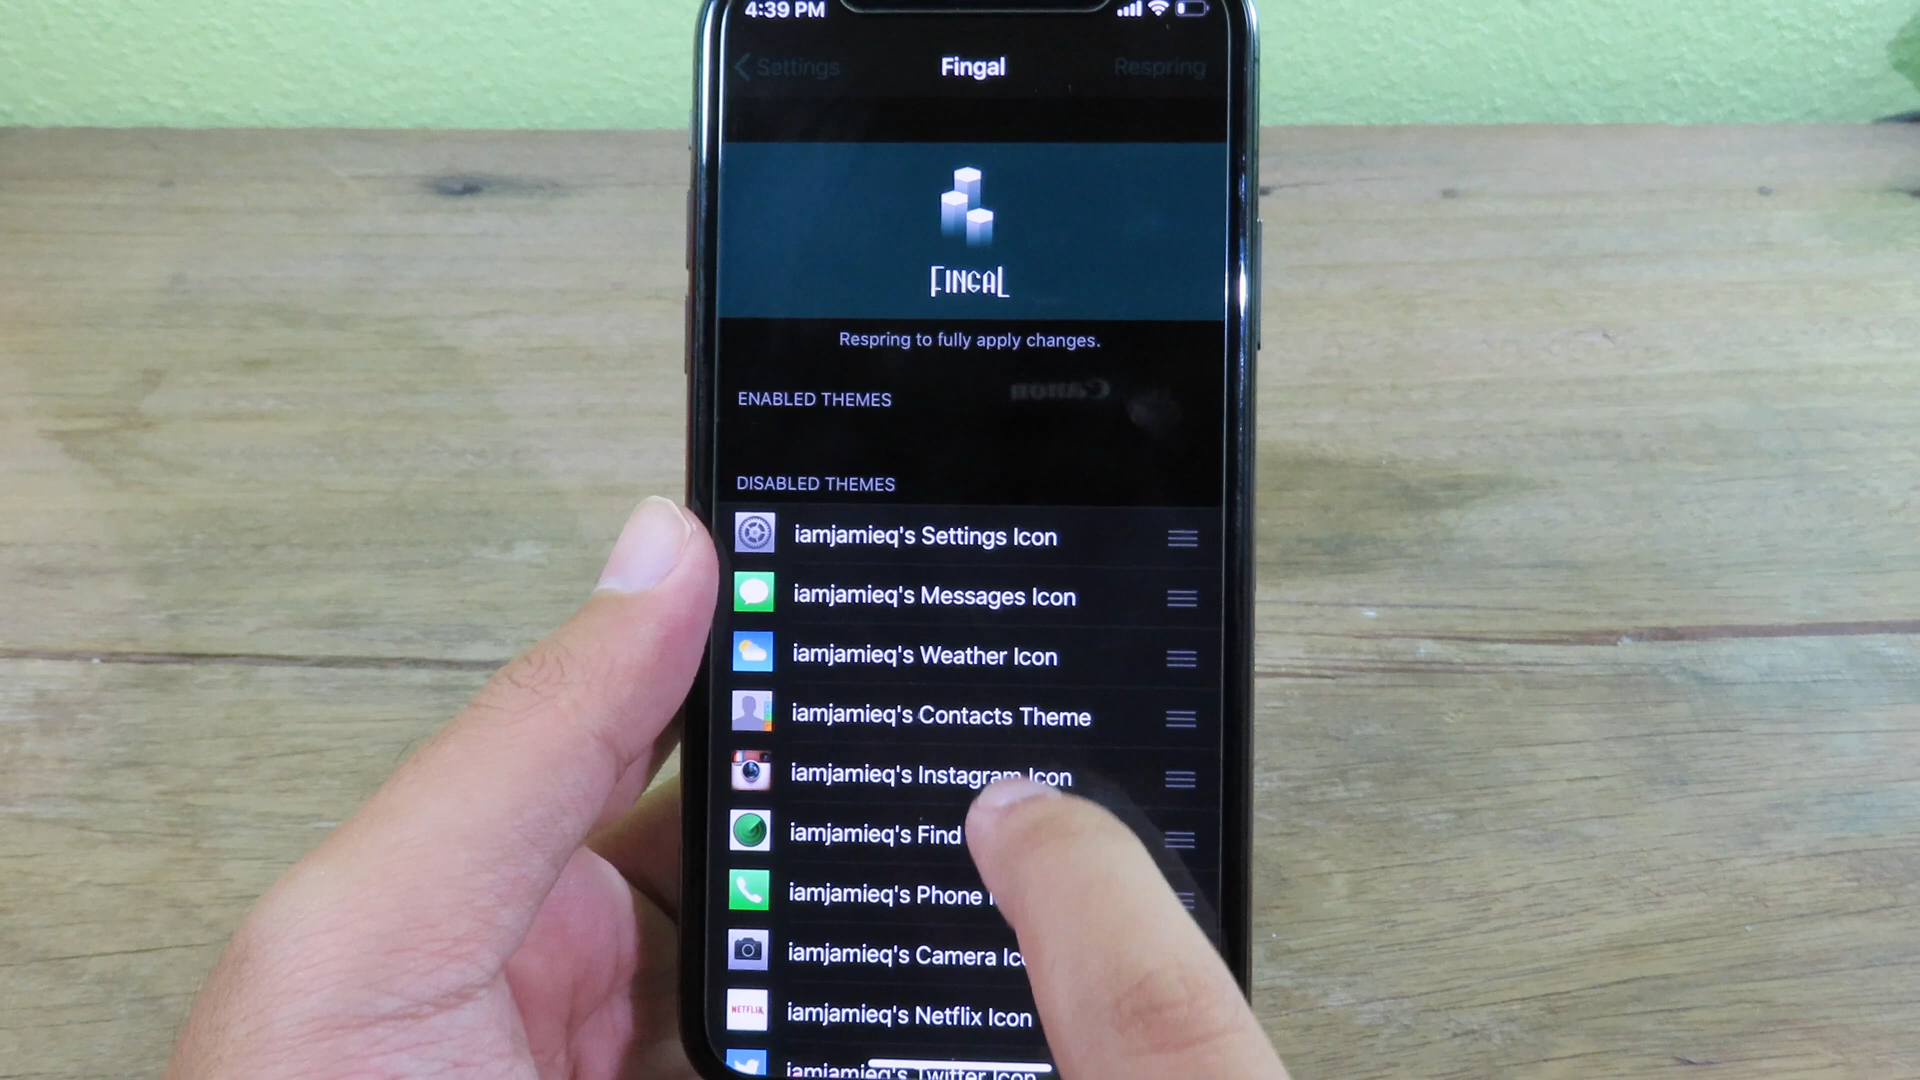 4:39 PM
Settings
Fingal
Respring
FINGAL
Respring to fully apply changes.
Canon
ENABLED THEMES
DISABLED THEMES
iamjamieq's Settings Icon
iamjamieq's Messages Icon
iamjamieq's Weather Icon
iamjamieq's Contacts Theme
iamjamieq's Instagram Icon
iamjamieq's Find
iamjamieq's Phone
iamjamieq's Camera
NETFLIX
iamjamieq's Netflix Icon
iamjamieq's Twitter Icon